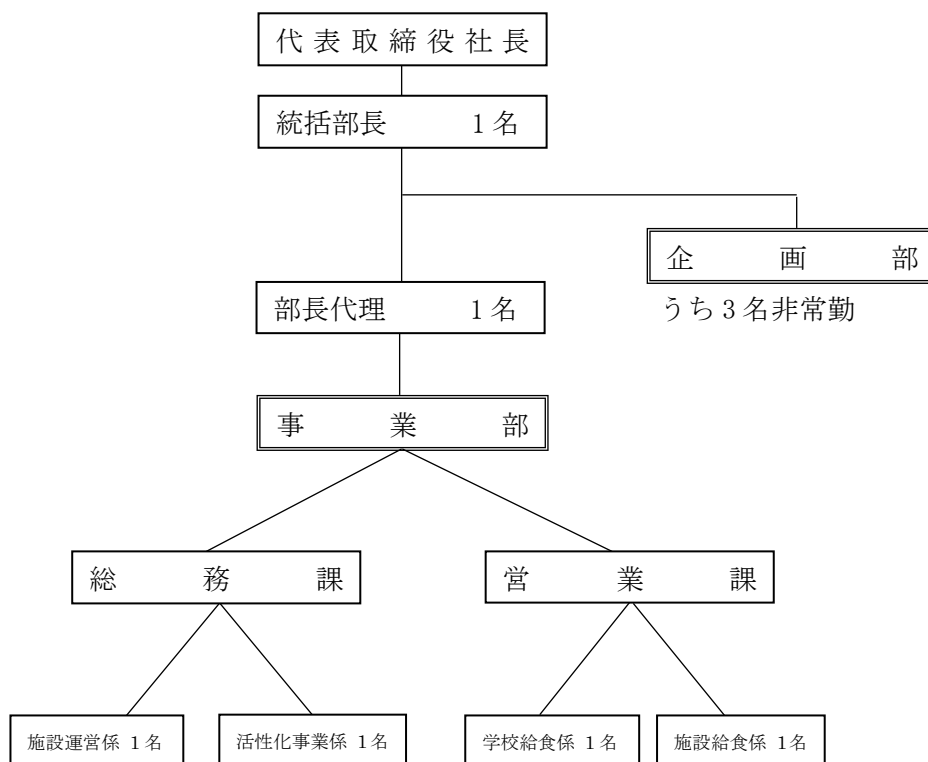 代表取締役社長
統括部長　1名
企画部
部長代理　1名
うち3名非常勤
事業部
総務課
営業課
施設運営係 1名
活性化事業係 1名
学校給食係 1名
施設給食係 1名